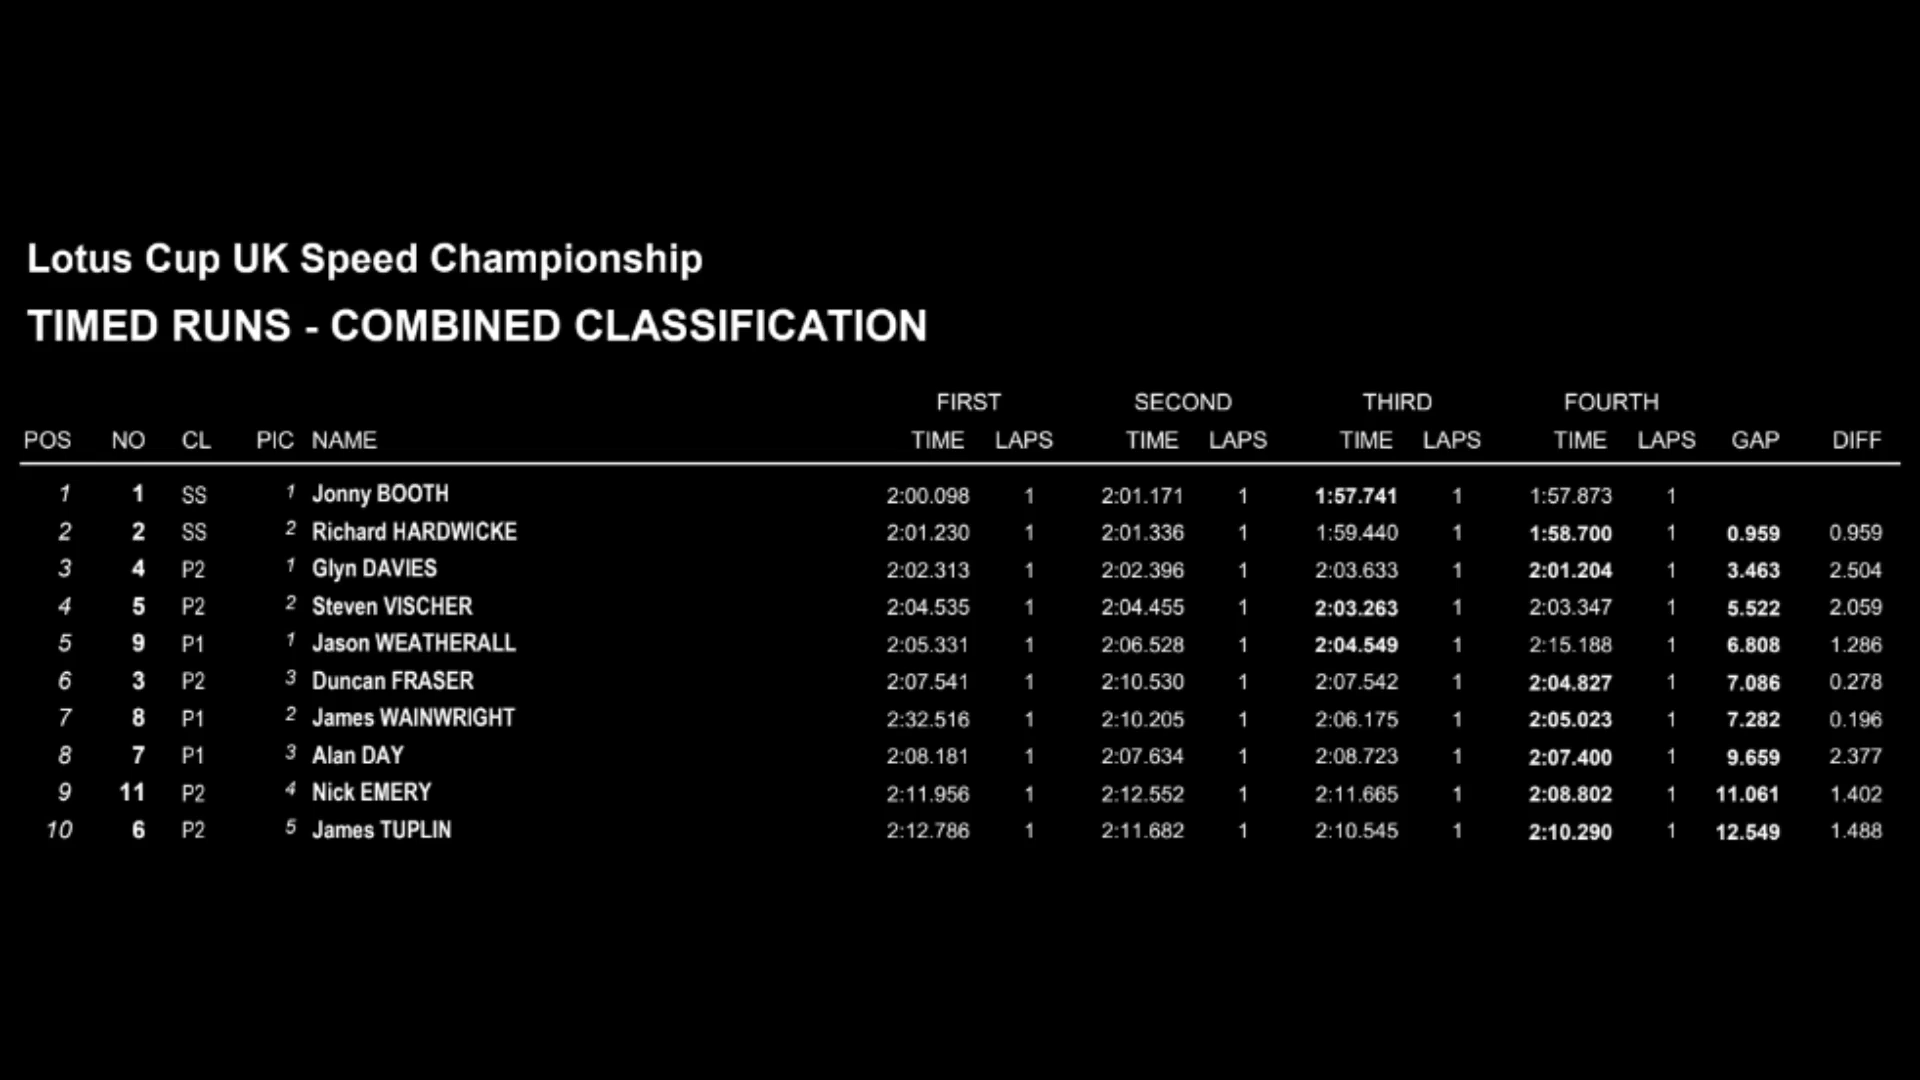 Lotus Cup UK Speed Championship
TIMED RUNS - COMBINED CLASSIFICATION
FIRST SECOND THIRD FOURTH
POS NO CL PIC NAME TIME LAPS TIME LAPS TIME LAPS TIME LAPS GAP DIFF
1 1 SS 1 Jonny BOOTH 2:00.098 1 2:01.171 1 1:57.741 1 1:57.873 1
2 2 SS 2 Richard HARDWICKE 2:01.230 1 2:01.336 1 1:59.440 1 1:58.700 1 0.959 0.959
3 4 P2 1 Glyn DAVIES 2:02.313 1 2:02.396 1 2:03.633 1 2:01.204 1 3.463 2.504
4 5 P2 2 Steven VISCHER 2:04.535 1 2:04.455 1 2:03.263 1 2:03.347 1 5.522 2.059
5 9 P1 1 Jason WEATHERALL 2:05.331 1 2:06.528 1 2:04.549 1 2:15.188 1 6.808 1.286
6 3 P2 3 Duncan FRASER 2:07.541 1 2:10.530 1 2:07.542 1 2:04.827 1 7.086 0.278
7 8 P1 2 James WAINWRIGHT 2:32.516 1 2:10.205 1 2:06.175 1 2:05.023 1 7.282 0.196
8 7 P1 3 Alan DAY 2:08.181 1 2:07.634 1 2:08.723 1 2:07.400 1 9.659 2.377
9 11 P2 4 Nick EMERY 2:11.956 1 2:12.552 1 2:11.665 1 2:08.802 1 11.061 1.402
10 6 P2 5 James TUPLIN 2:12.786 1 2:11.682 1 2:10.545 1 2:10.290 1 12.549 1.488